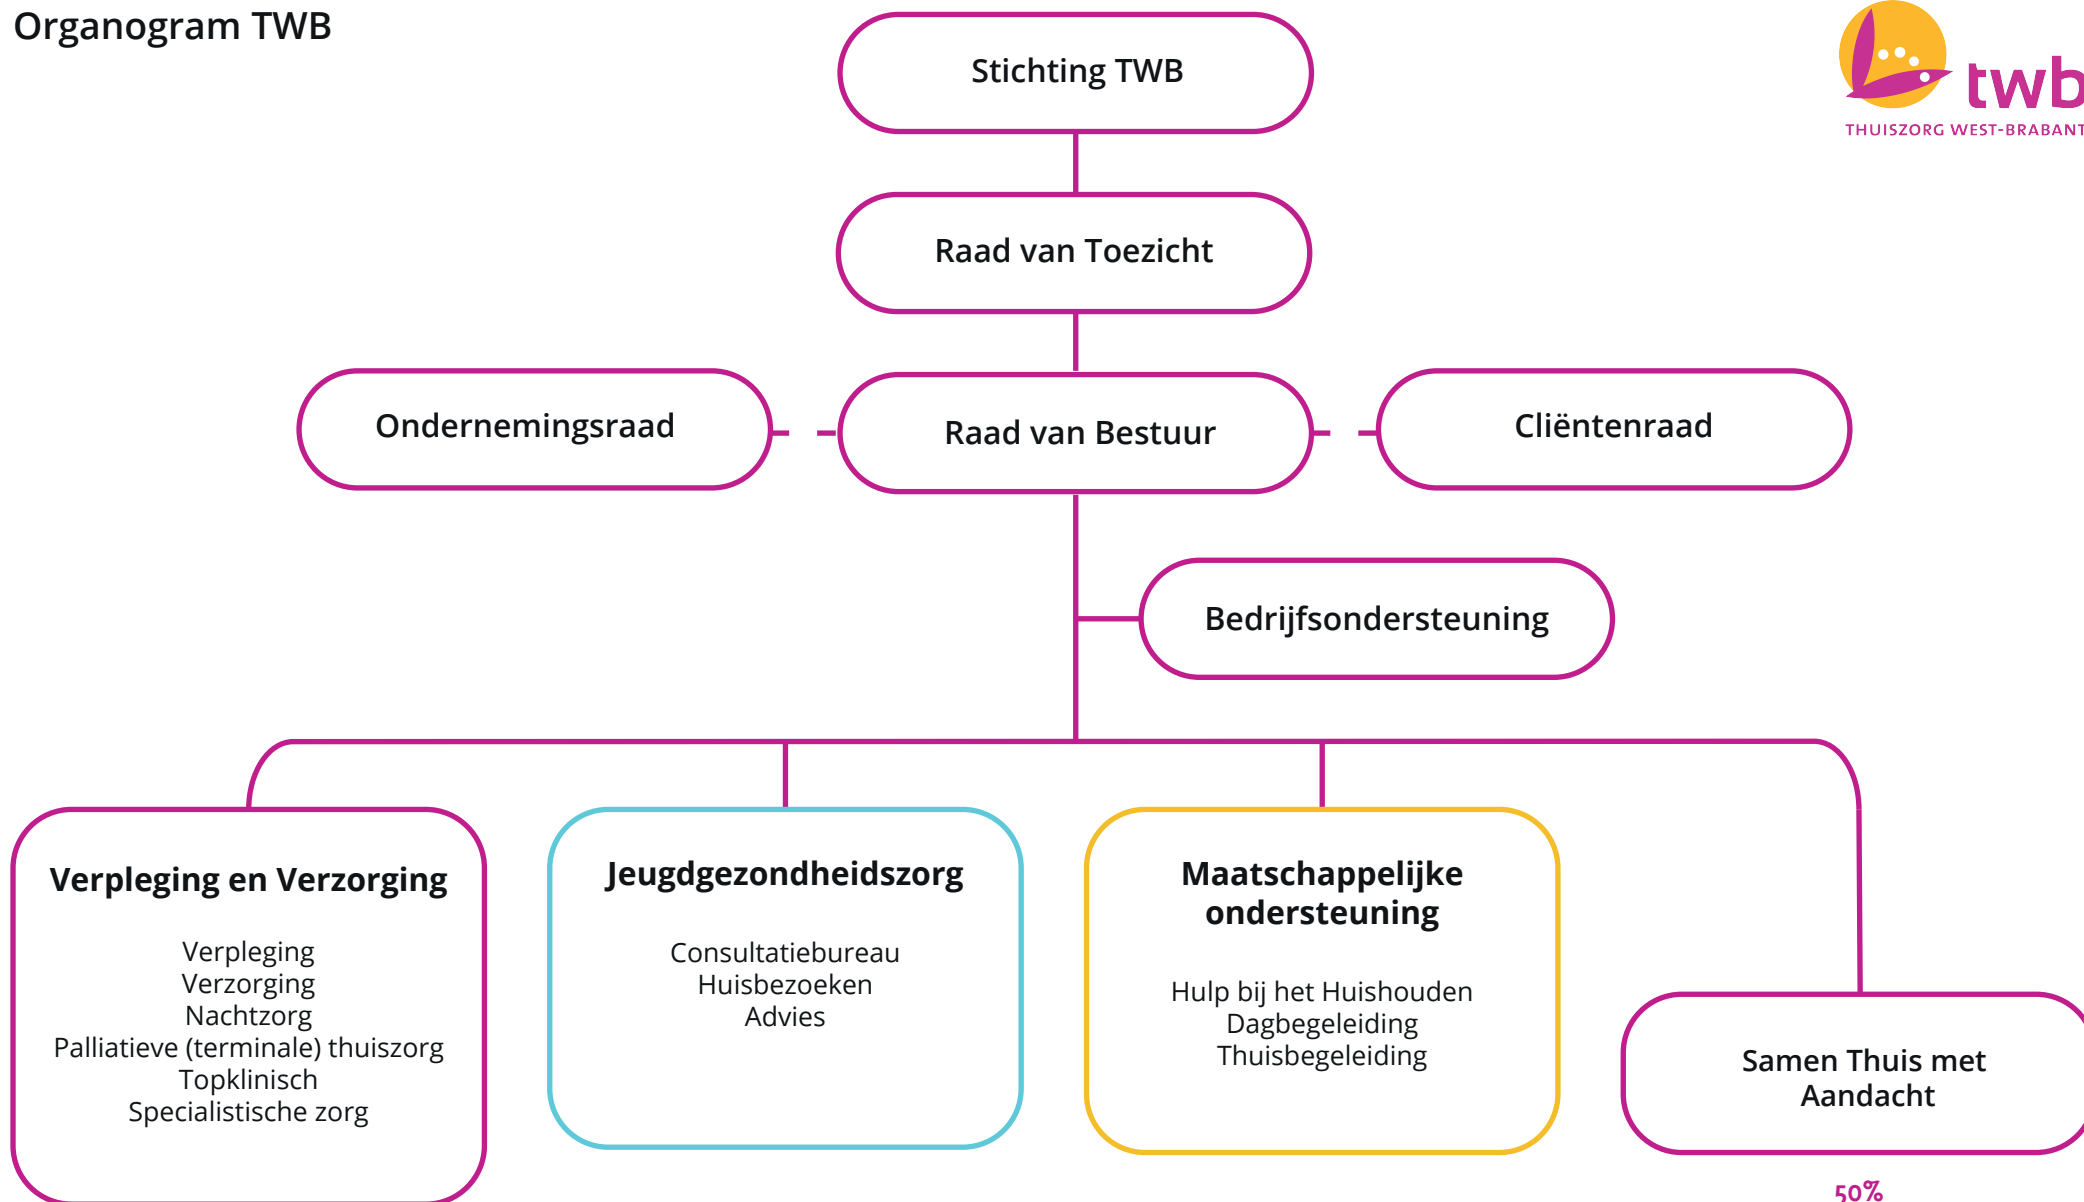 Organogram TWB
Stichting TWB
twb
THUISZORG WEST-BRABANT
Raad van Toezicht
Ondernemingsraad
Raad van Bestuur
Cliëntenraad
Bedrijfsondersteuning
Verpleging en Verzorging
Verpleging
Verzorging
Nachtzorg
Palliatieve (terminale) thuiszorg
Topklinisch
Specialistische zorg
Jeugdgezondheidszorg
Consultatiebureau
Huisbezoeken
Advies
Maatschappelijke
ondersteuning
Hulp bij het Huishouden
Dagbegeleiding
Thuisbegeleiding
Samen Thuis met
Aandacht
50%